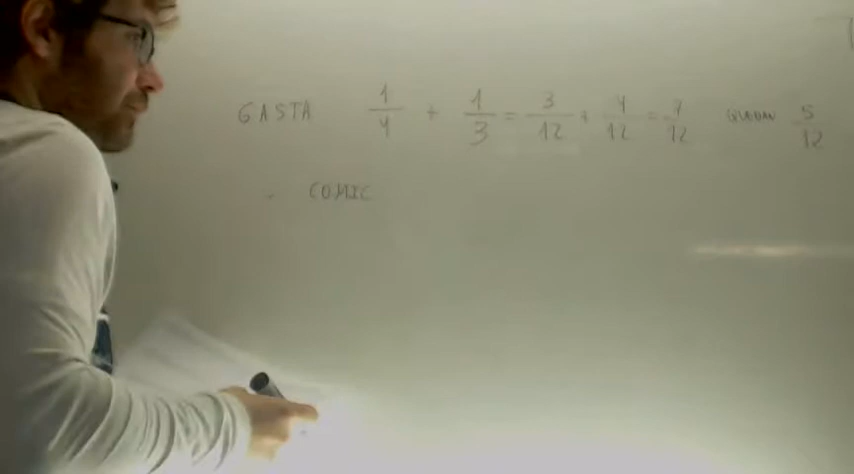 GASTA 1/4 + 1/3 = 3/12 + 4/12 = 7/12 QUEDAN 5/12
- COMIC